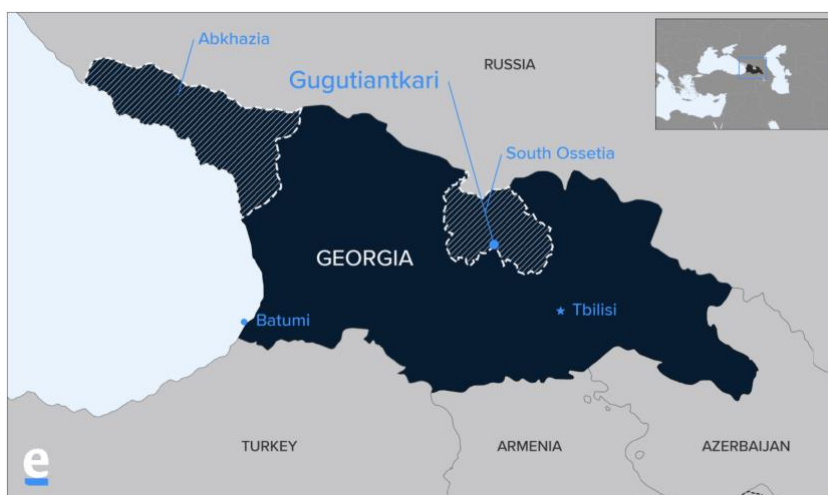 Abkhazia
RUSSIA
Gugutiantkari
South Ossetia
GEORGIA
Tbilisi
Batumi
TURKEY
ARMENIA
AZERBAIJAN
e